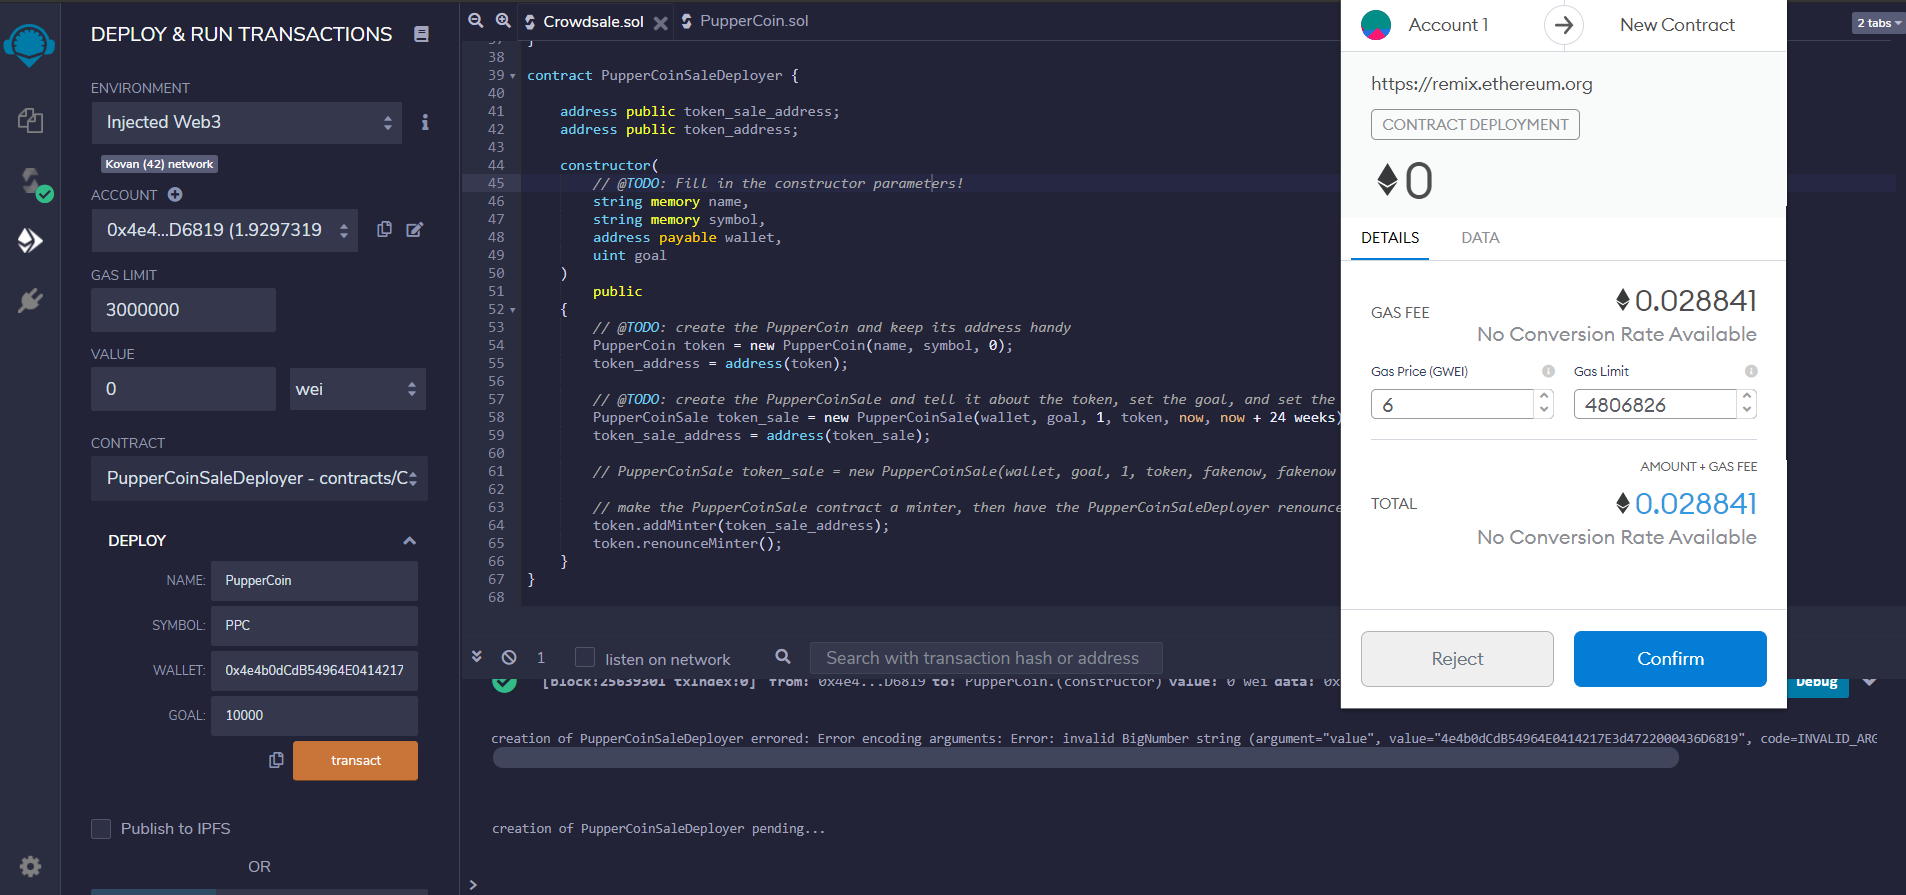 DEPLOY & RUN TRANSACTIONS
ENVIRONMENT
Injected Web3
Kovan (42) network
ACCOUNT
0x4e4...D6819 (1.9297319
GAS LIMIT
3000000
VALUE
0
wei
CONTRACT
PupperCoinSaleDeployer - contracts/C
DEPLOY
NAME: PupperCoin
SYMBOL: PPC
WALLET: 0x4e4b0dCdB54964E0414217
GOAL: 10000
transact
Publish to IPFS
OR
Crowdsale.sol
PupperCoin.sol
2 tabs
37 }
38
39 contract PupperCoinSaleDeployer {
40
41 address public token_sale_address;
42 address public token_address;
43
44 constructor(
45 // @TODO: Fill in the constructor parameters!
46 string memory name,
47 string memory symbol,
48 address payable wallet,
49 uint goal
50 )
51 public
52 {
53 // @TODO: create the PupperCoin and keep its address handy
54 PupperCoin token = new PupperCoin(name, symbol, 0);
55 token_address = address(token);
56
57 // @TODO: create the PupperCoinSale and tell it about the token, set the goal, and set the
58 PupperCoinSale token_sale = new PupperCoinSale(wallet, goal, 1, token, now, now + 24 weeks)
59 token_sale_address = address(token_sale);
60
61 // PupperCoinSale token_sale = new PupperCoinSale(wallet, goal, 1, token, fakenow, fakenow
62
63 // make the PupperCoinSale contract a minter, then have the PupperCoinSaleDeployer renounce
64 token.addMinter(token_sale_address);
65 token.renounceMinter();
66 }
67 }
68
1
listen on network
Search with transaction hash or address
[block:25639301 txIndex:0] from: 0x4e4...D6819 to: PupperCoin.(constructor) value: 0 wei data: 0x
Debug
creation of PupperCoinSaleDeployer errored: Error encoding arguments: Error: invalid BigNumber string (argument="value", value="4e4b0dCdB54964E0414217E3d4722000436D6819", code=INVALID_ARG
creation of PupperCoinSaleDeployer pending...
>
Account 1
New Contract
https://remix.ethereum.org
CONTRACT DEPLOYMENT
0
DETAILS
DATA
GAS FEE
0.028841
No Conversion Rate Available
Gas Price (GWEI)
Gas Limit
6
4806826
AMOUNT + GAS FEE
TOTAL
0.028841
No Conversion Rate Available
Reject
Confirm